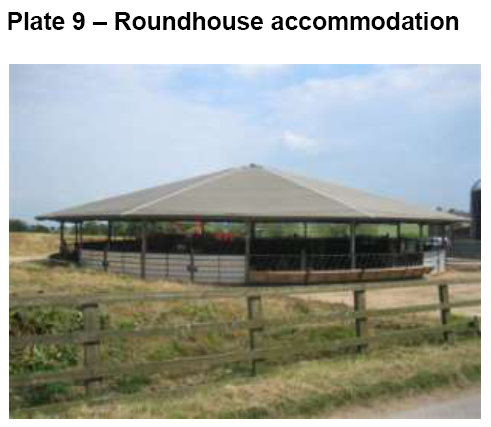 Plate 9 – Roundhouse accommodation